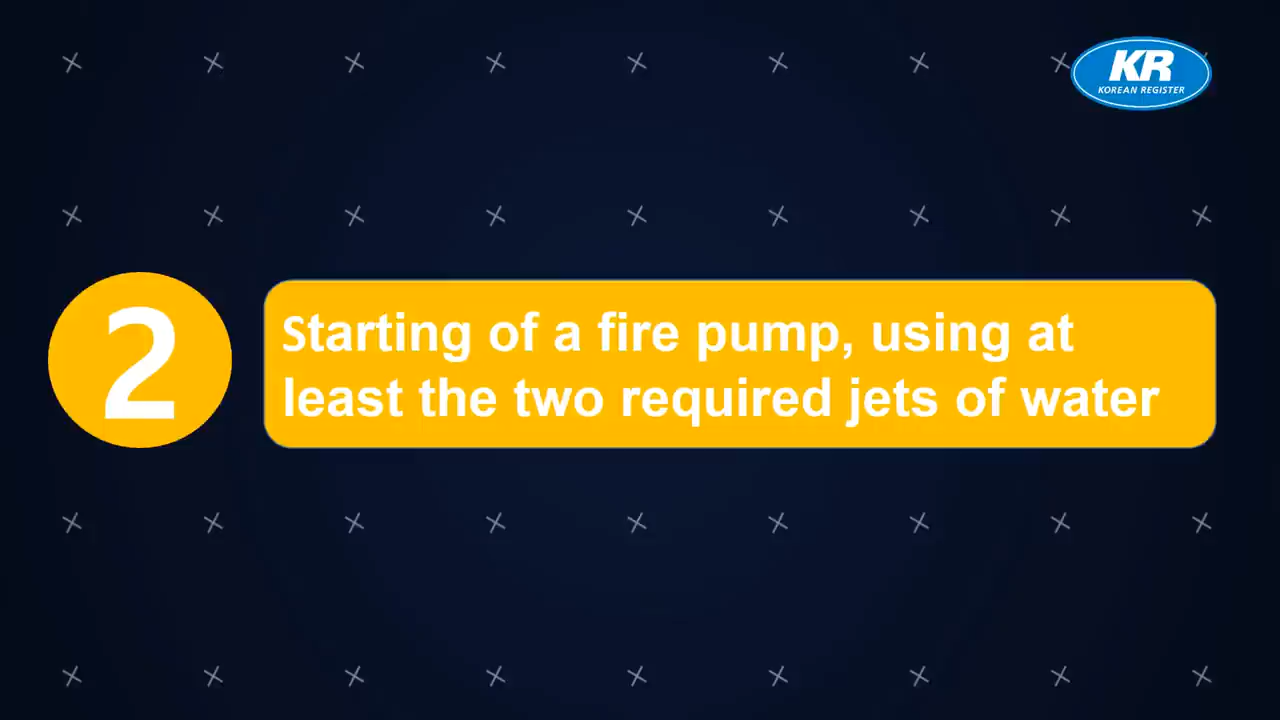 KR
KOREAN REGISTER
2
Starting of a fire pump, using at
least the two required jets of water